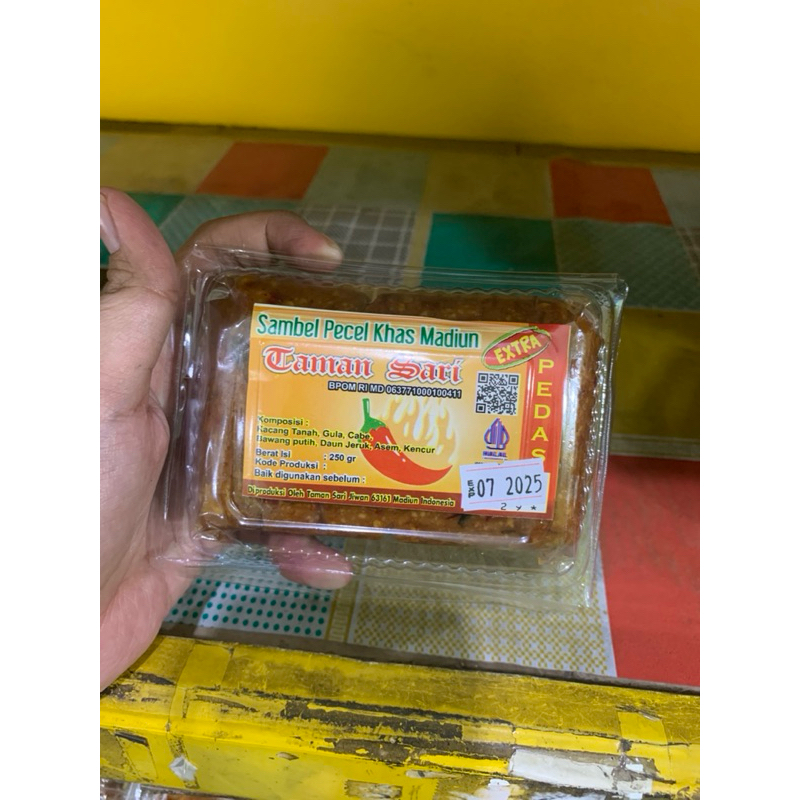 Sambel Pecel Khas Madiun
Taman Sari
EXTRA
PEDAS
BPOM RI MD 063771000100411
Komposisi :
Kacang Tanah, Gula, Cabe,
Bawang putih, Daun Jeruk, Asem, Kencur
Berat Isi : 250 gr
Kode Produksi :
Baik digunakan sebelum :
HALAL
EXP 07 2025
Diproduksi Oleh Taman Sari Jiwan 63161 Madiun Indonesia